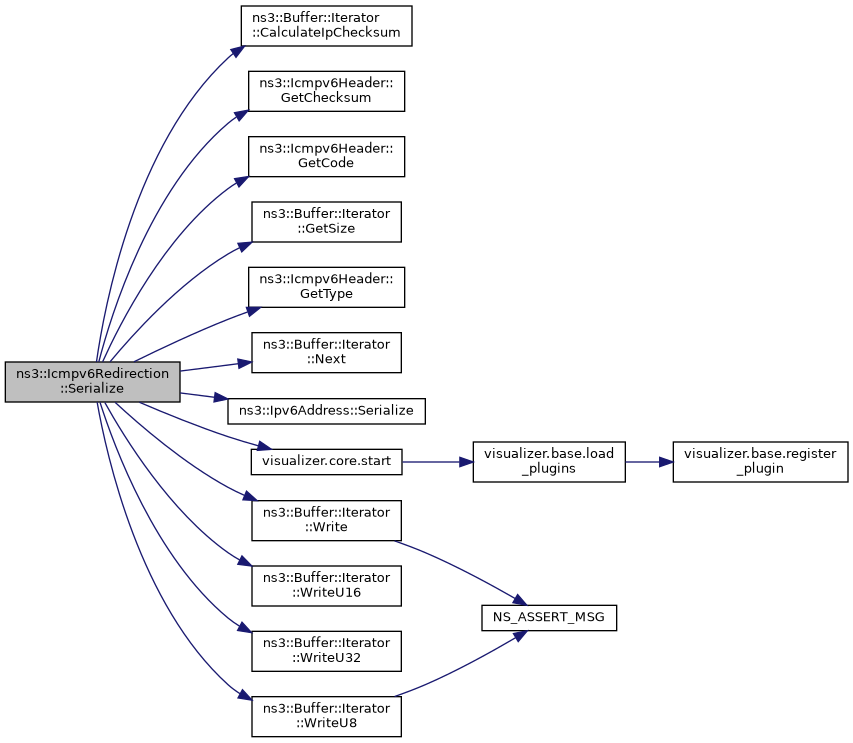 ns3::Buffer::Iterator
::CalculateIpChecksum
ns3::Icmpv6Header::
GetChecksum
ns3::Icmpv6Header::
GetCode
ns3::Buffer::Iterator
::GetSize
ns3::Icmpv6Header::
GetType
ns3::Buffer::Iterator
::Next
ns3::Icmpv6Redirection
::Serialize
ns3::Ipv6Address::Serialize
visualizer.core.start
visualizer.base.load
_plugins
visualizer.base.register
_plugin
ns3::Buffer::Iterator
::Write
ns3::Buffer::Iterator
::WriteU16
NS_ASSERT_MSG
ns3::Buffer::Iterator
::WriteU32
ns3::Buffer::Iterator
::WriteU8